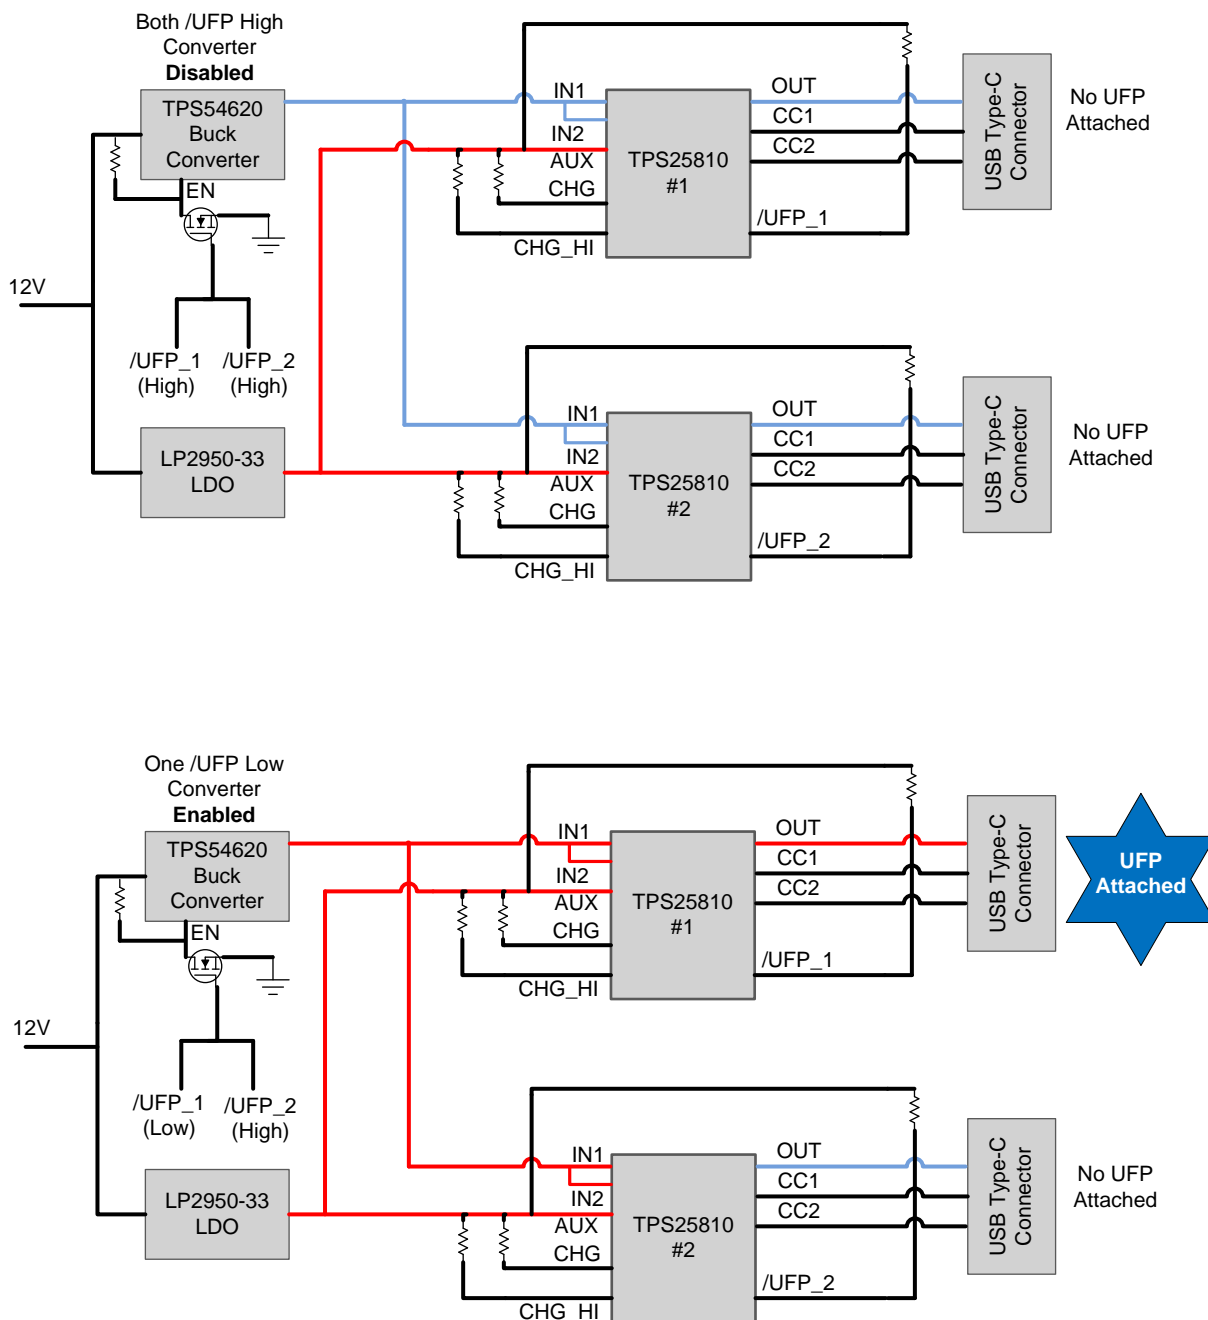 Both /UFP High
Converter
Disabled
TPS54620
Buck
Converter
EN
12V
/UFP_1
(High)
/UFP_2
(High)
LP2950-33
LDO
IN1
IN2
AUX
CHG
CHG_HI
TPS25810
#1
OUT
CC1
CC2
/UFP_1
USB Type-C
Connector
No UFP
Attached
IN1
IN2
AUX
CHG
CHG_HI
TPS25810
#2
OUT
CC1
CC2
/UFP_2
USB Type-C
Connector
No UFP
Attached
One /UFP Low
Converter
Enabled
TPS54620
Buck
Converter
EN
12V
/UFP_1
(Low)
/UFP_2
(High)
LP2950-33
LDO
IN1
IN2
AUX
CHG
CHG_HI
TPS25810
#1
OUT
CC1
CC2
/UFP_1
USB Type-C
Connector
UFP
Attached
IN1
IN2
AUX
CHG
CHG_HI
TPS25810
#2
OUT
CC1
CC2
/UFP_2
USB Type-C
Connector
No UFP
Attached